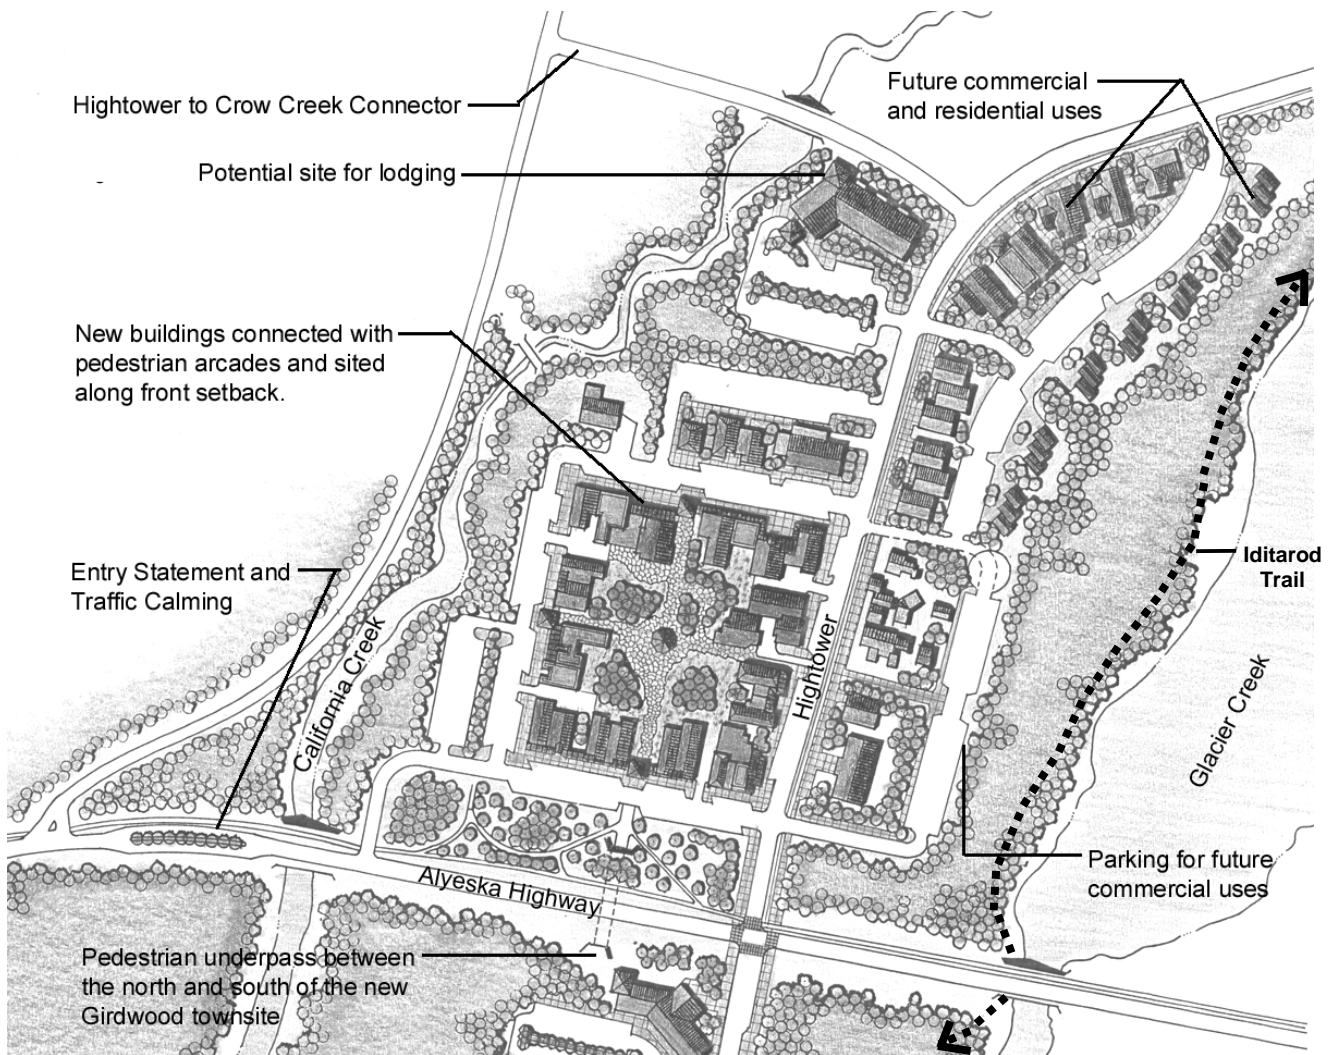 Hightower to Crow Creek Connector
Future commercial
and residential uses
Potential site for lodging
New buildings connected with
pedestrian arcades and sited
along front setback.
Iditarod
Trail
Entry Statement and
Traffic Calming
California Creek
Hightower
Glacier Creek
Parking for future
commercial uses
Alyeska Highway
Pedestrian underpass between
the north and south of the new
Girdwood townsite